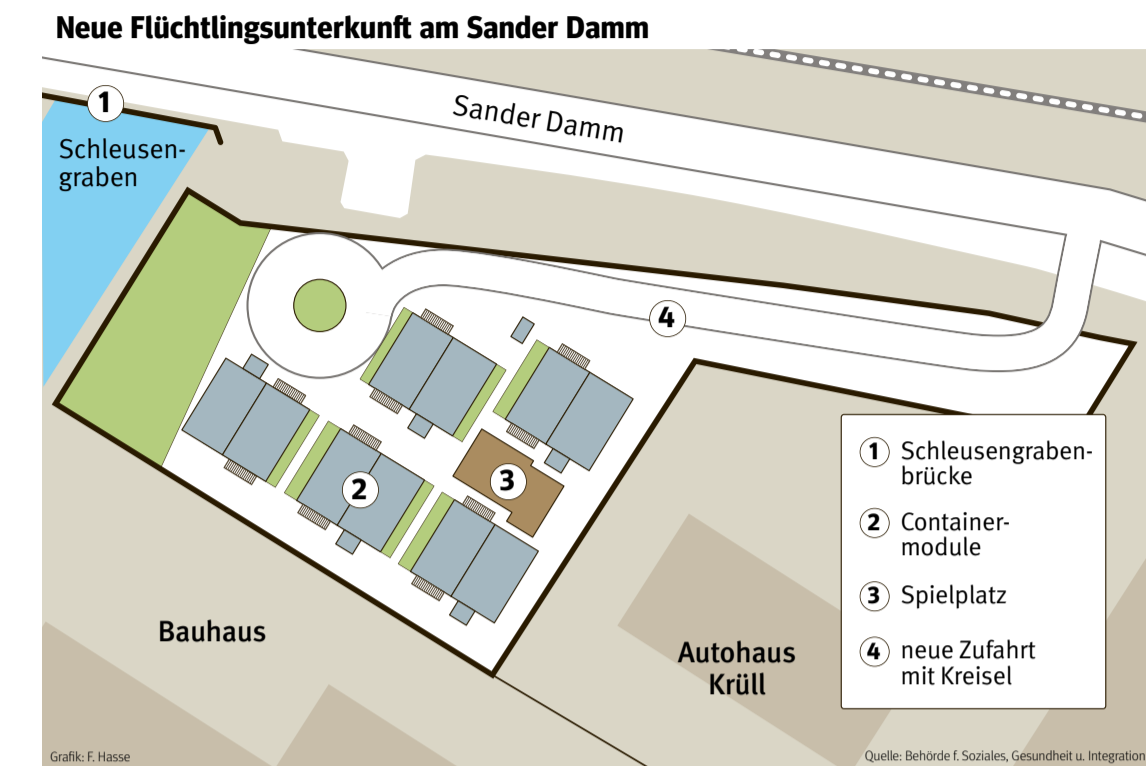 Neue Flüchtlingsunterkunft am Sander Damm
1
Sander Damm
Schleusen-
graben
4
3
2
Bauhaus
Autohaus
Krüll
1 Schleusengraben-
brücke
2 Container-
module
3 Spielplatz
4 neue Zufahrt
mit Kreisel
Grafik: F. Hasse
Quelle: Behörde f. Soziales, Gesundheit u. Integration